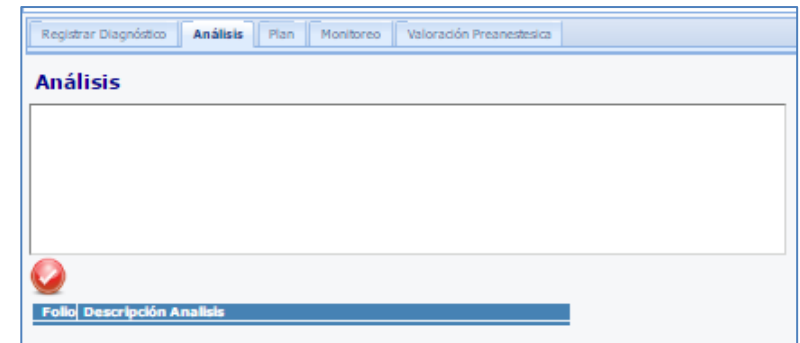 Registrar Diagnóstico Análisis Plan Monitoreo Valoración Preanestesica
Análisis
Folio Descripción Analisis